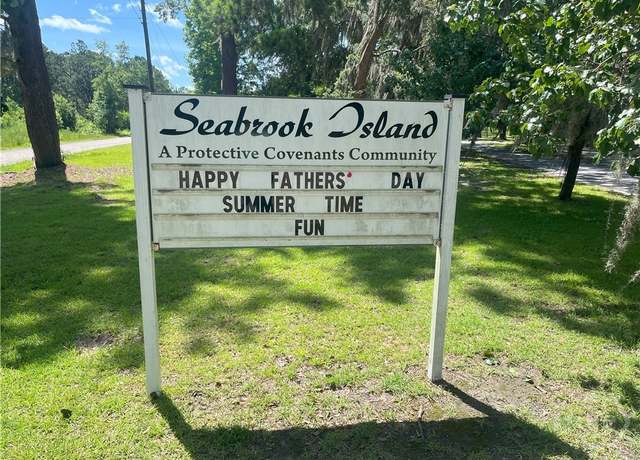 Seabrook Island
A Protective Covenants Community
HAPPY FATHERS' DAY
SUMMER TIME
FUN